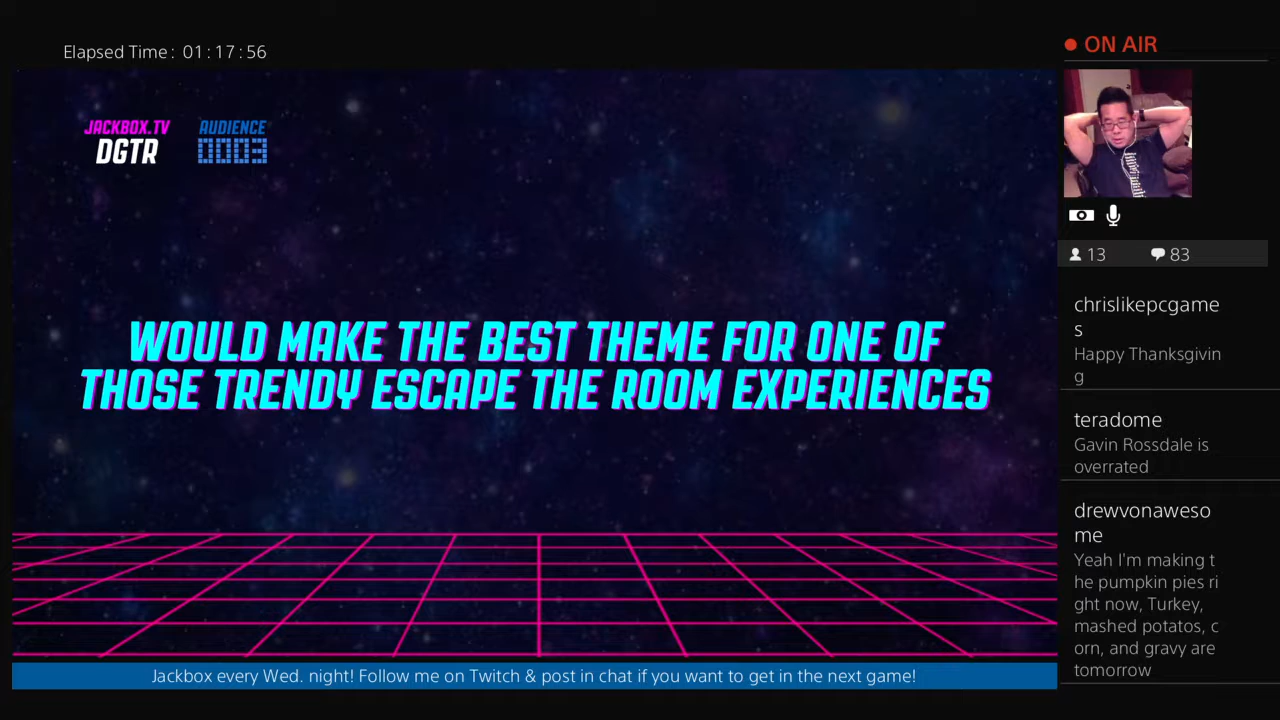 Elapsed Time: 01:17:56
ON AIR
JACKBOX.TV
DGTR
AUDIENCE
0003
WOULD MAKE THE BEST THEME FOR ONE OF
THOSE TRENDY ESCAPE THE ROOM EXPERIENCES
13
83
chrislikepcgame
s
Happy Thanksgivin
g
teradome
Gavin Rossdale is
overrated
drewvonaweso
me
Yeah I'm making t
he pumpkin pies ri
ght now, Turkey,
mashed potatos, c
orn, and gravy are
tomorrow
Jackbox every Wed. night! Follow me on Twitch & post in chat if you want to get in the next game!